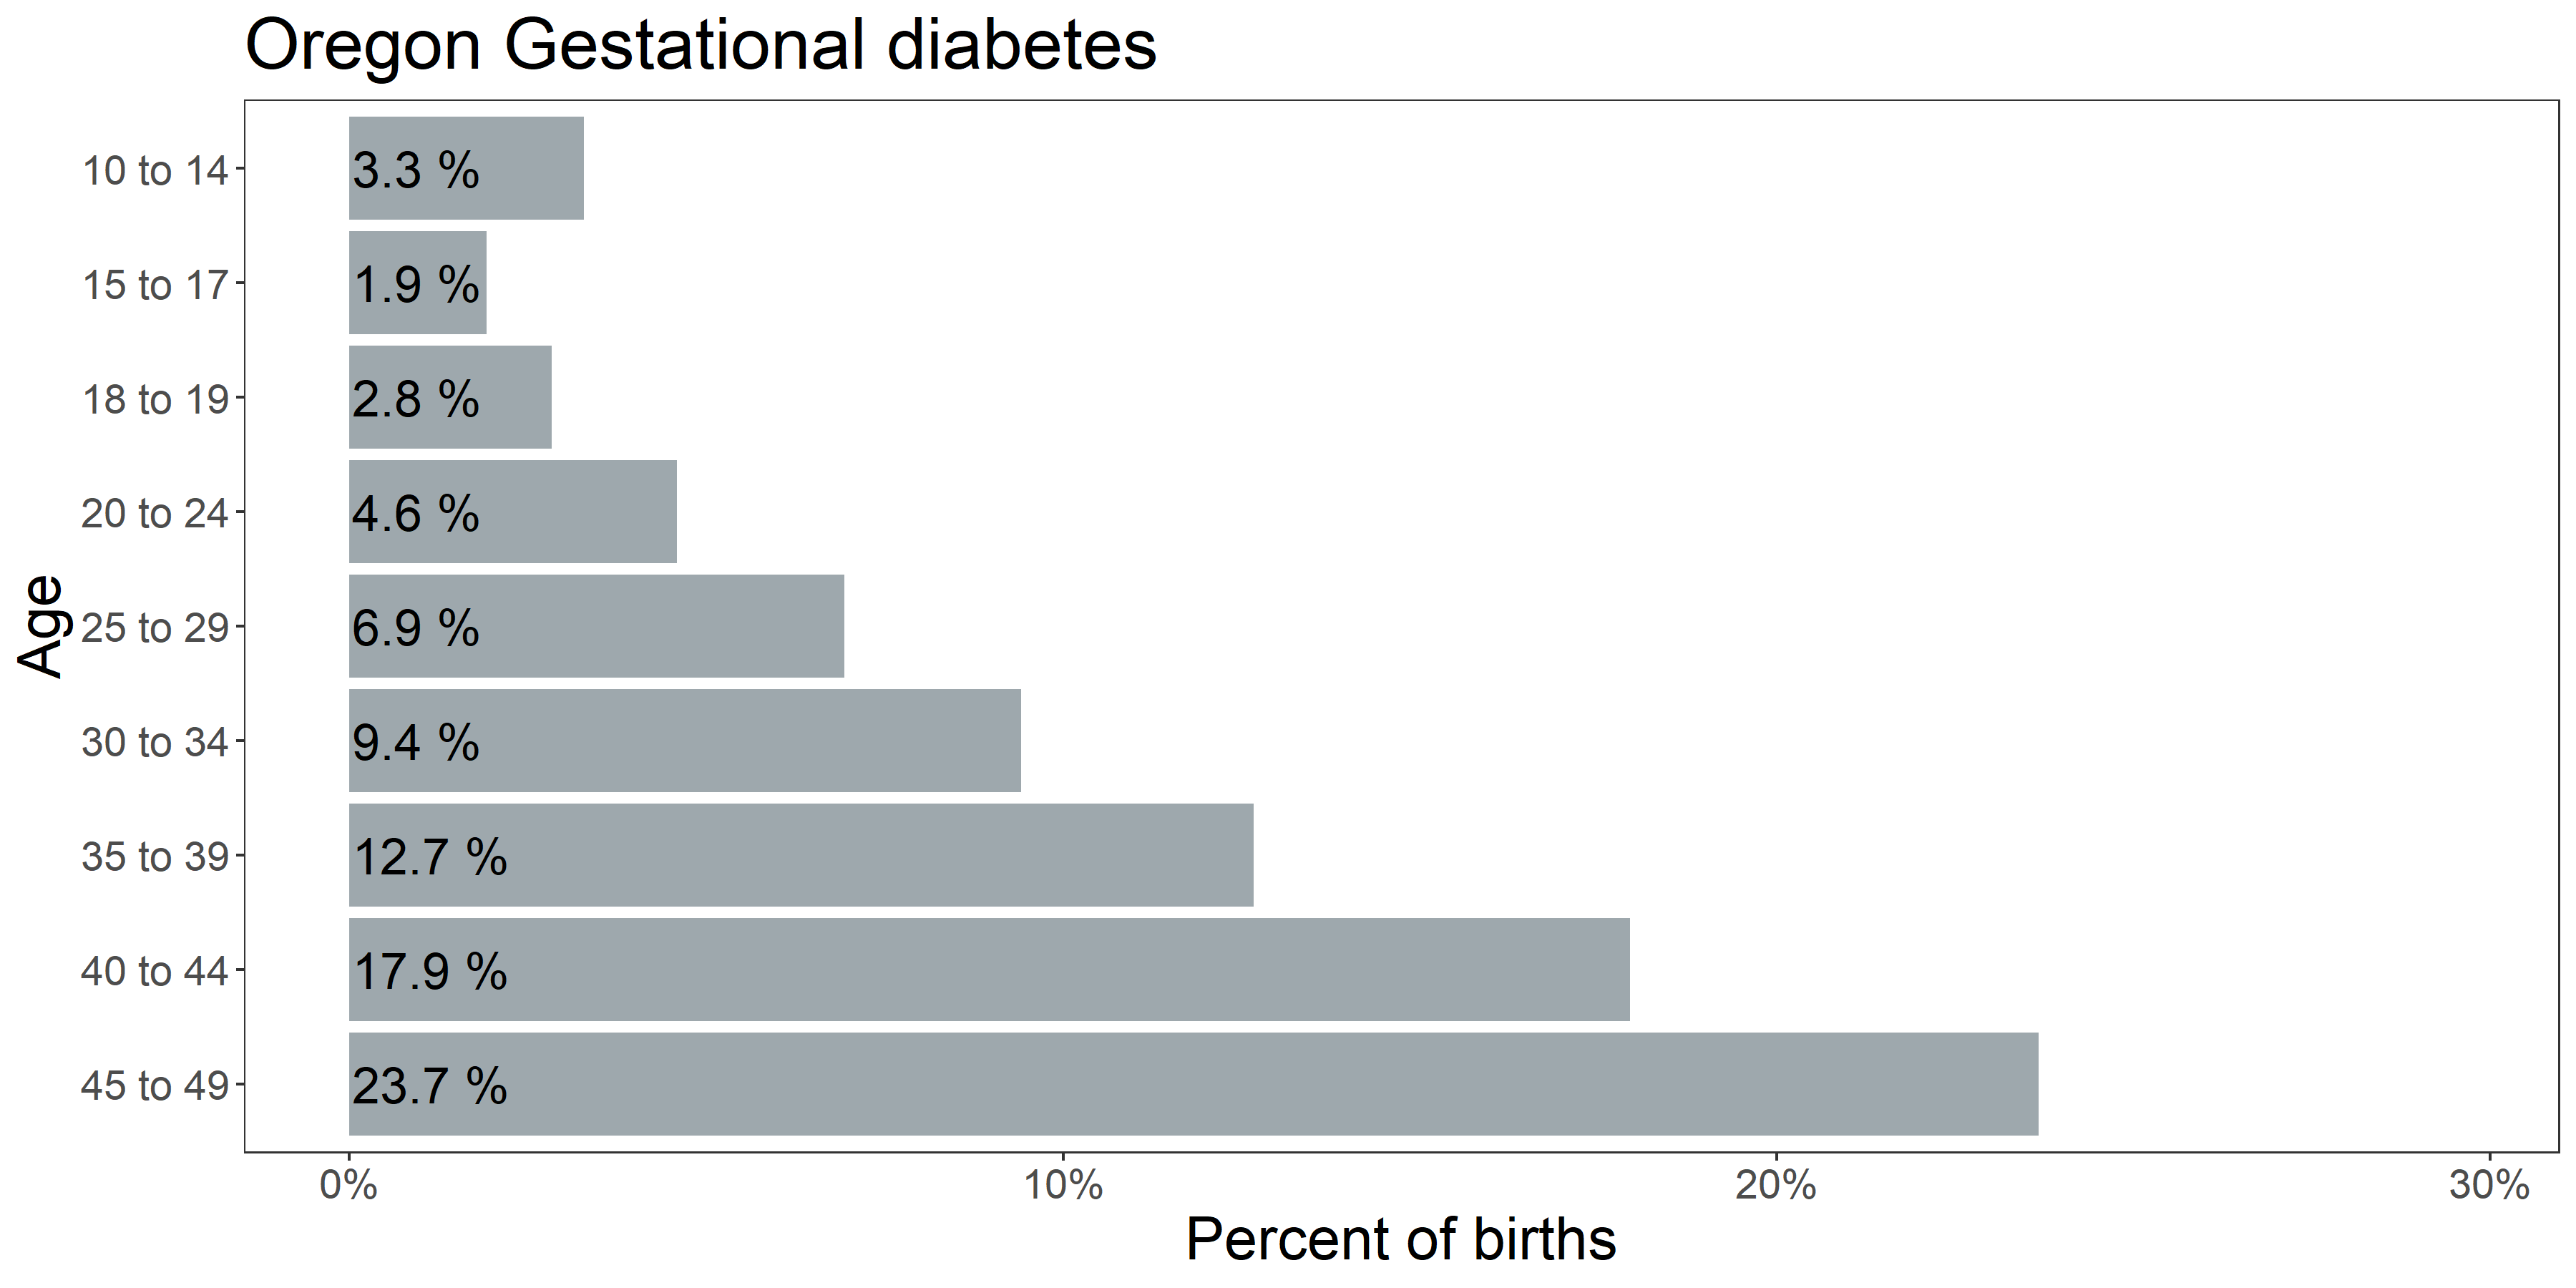 Oregon Gestational diabetes
10 to 14 3.3 %
15 to 17 1.9 %
18 to 19 2.8 %
20 to 24 4.6 %
Age
25 to 29 6.9 %
30 to 34 9.4 %
35 to 39 12.7 %
40 to 44 17.9 %
45 to 49 23.7 %
0% 10% 20% 30%
Percent of births